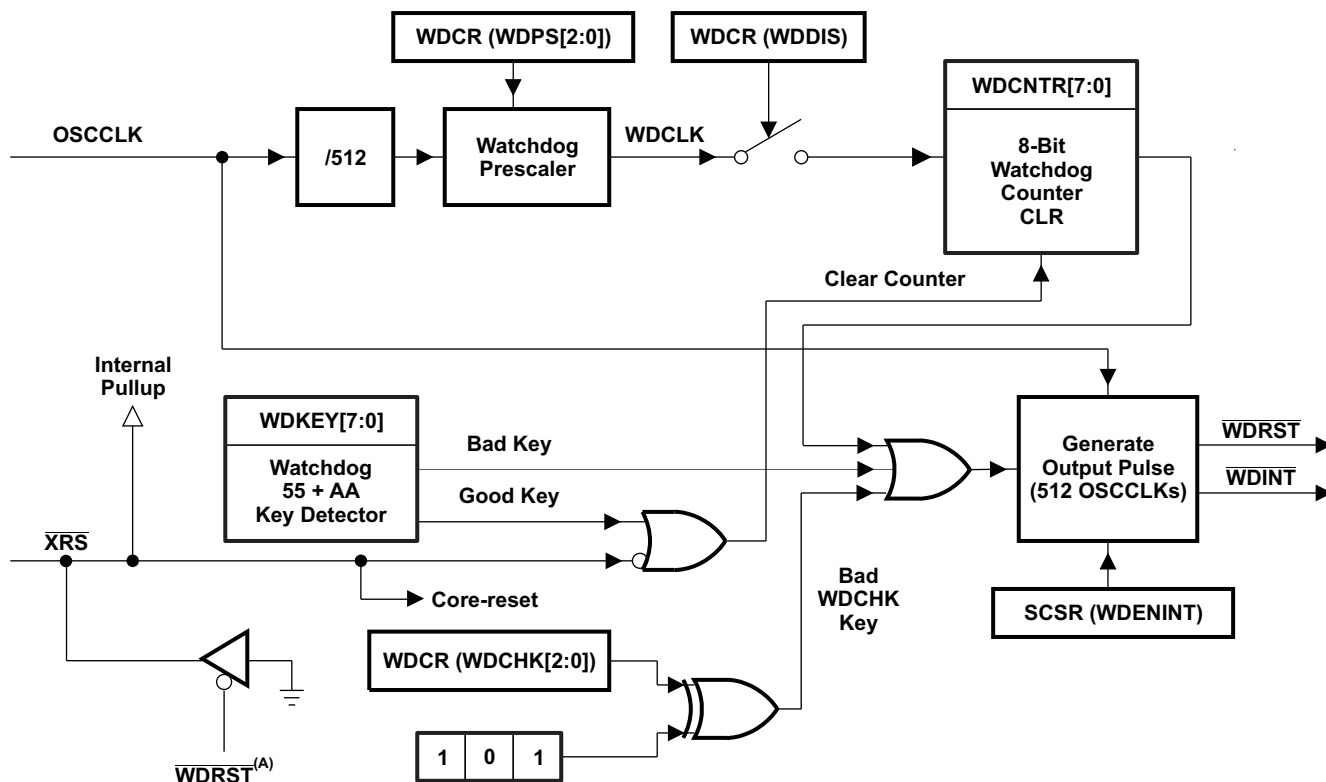 WDCR (WDPS[2:0])
WDCR (WDDIS)
WDCNTR[7:0]
OSCCLK
/512
Watchdog
Prescaler
WDCLK
8-Bit
Watchdog
Counter
CLR
Clear Counter
Internal
Pullup
WDKEY[7:0]
Watchdog
55 + AA
Key Detector
Bad Key
Good Key
Generate
Output Pulse
(512 OSCCLKs)
WDRST
WDINT
XRS
Core-reset
Bad
WDCHK
Key
SCSR (WDENINT)
WDCR (WDCHK[2:0])
1 0 1
WDRST(A)